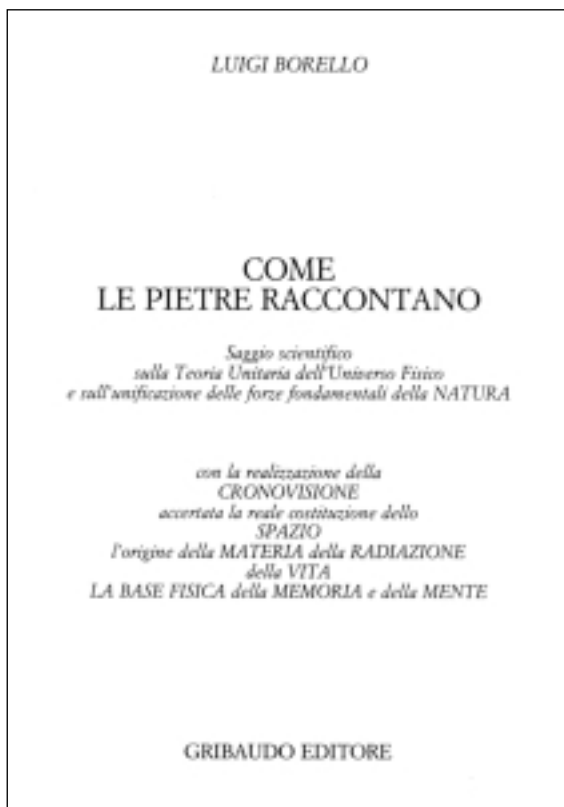 LUIGI BORELLO
COME
LE PIETRE RACCONTANO
Saggio scientifico
sulla Teoria Unitaria dell'Universo Fisico
e sull'unificazione delle forze fondamentali della NATURA
con la realizzazione della
CRONOVISIONE
accertata la reale costituzione dello
SPAZIO
l'origine della MATERIA della RADIAZIONE
della VITA
LA BASE FISICA della MEMORIA e della MENTE
GRIBAUDO EDITORE